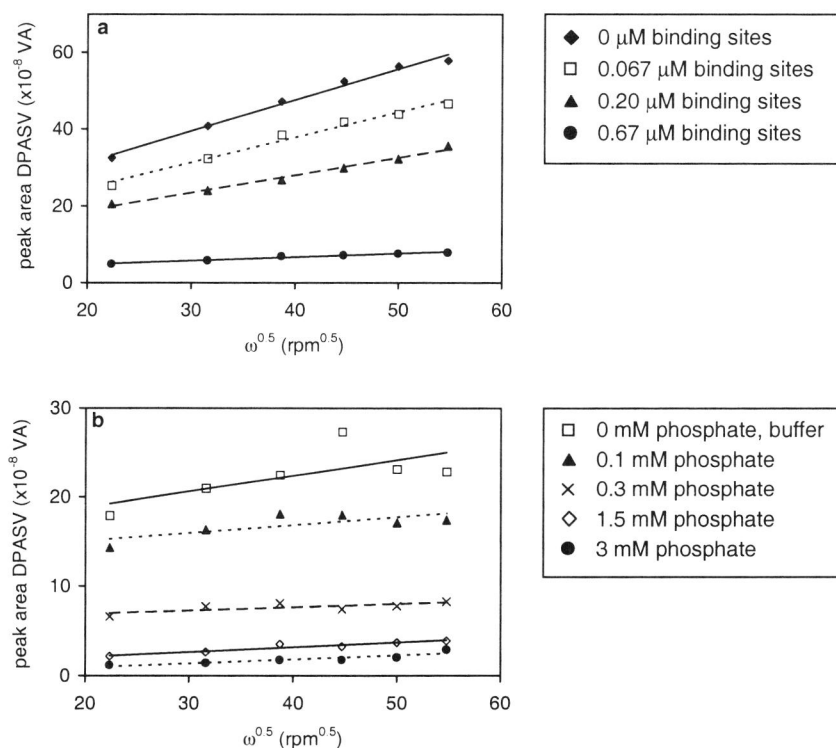 a
60
40
20
0
peak area DPASV (x10⁻⁸ VA)
20 30 40 50 60
ω⁰·⁵ (rpm⁰·⁵)
0 μM binding sites
0.067 μM binding sites
0.20 μM binding sites
0.67 μM binding sites
b
30
20
10
0
peak area DPASV (x10⁻⁸ VA)
20 30 40 50 60
ω⁰·⁵ (rpm⁰·⁵)
0 mM phosphate, buffer
0.1 mM phosphate
0.3 mM phosphate
1.5 mM phosphate
3 mM phosphate